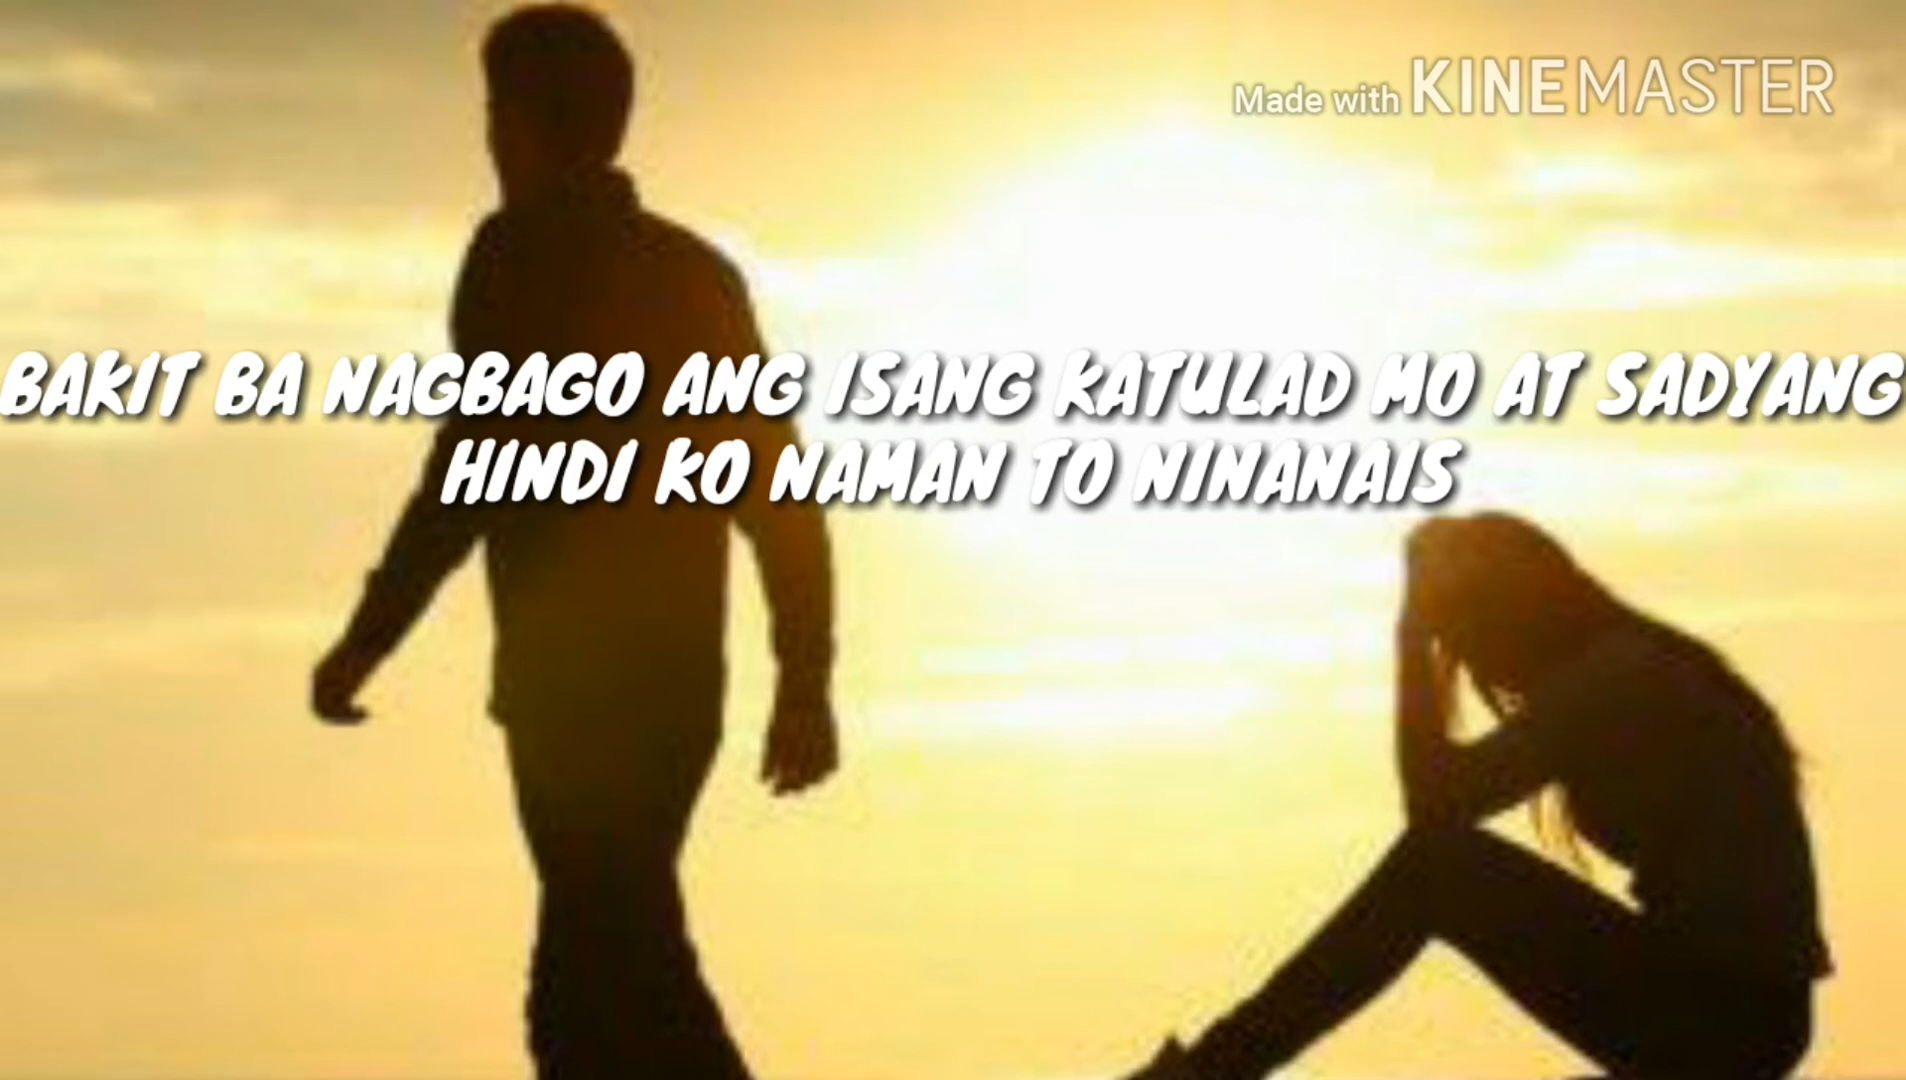 Made with KINEMASTER
BAKIT BA NAGBAGO ANG ISANG KATULAD MO AT SADYANG
HINDI KO NAMAN TO NINANAIS